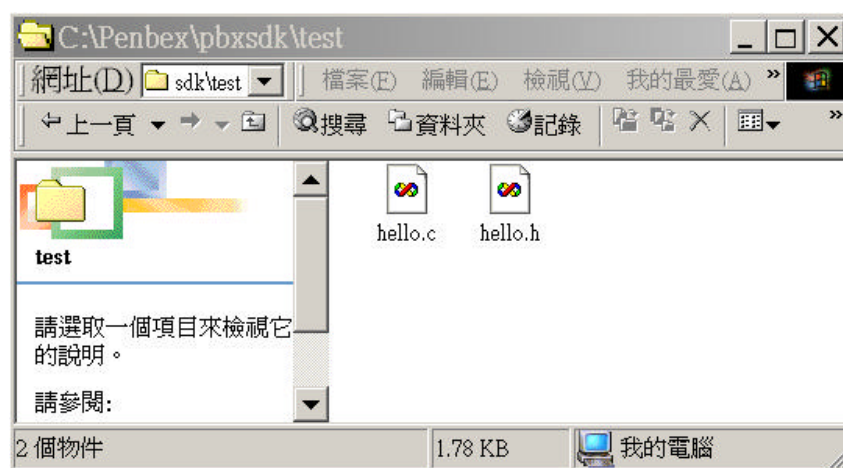 C:\Penbex\pbxsdk\test
網址(D) sdk\test 檔案(F) 編輯(E) 檢視(V) 我的最愛(A) »
上一頁 搜尋 資料夾 記錄 »
hello.c hello.h
test
請選取一個項目來檢視它
的說明。
請參閱:
2 個物件 1.78 KB 我的電腦